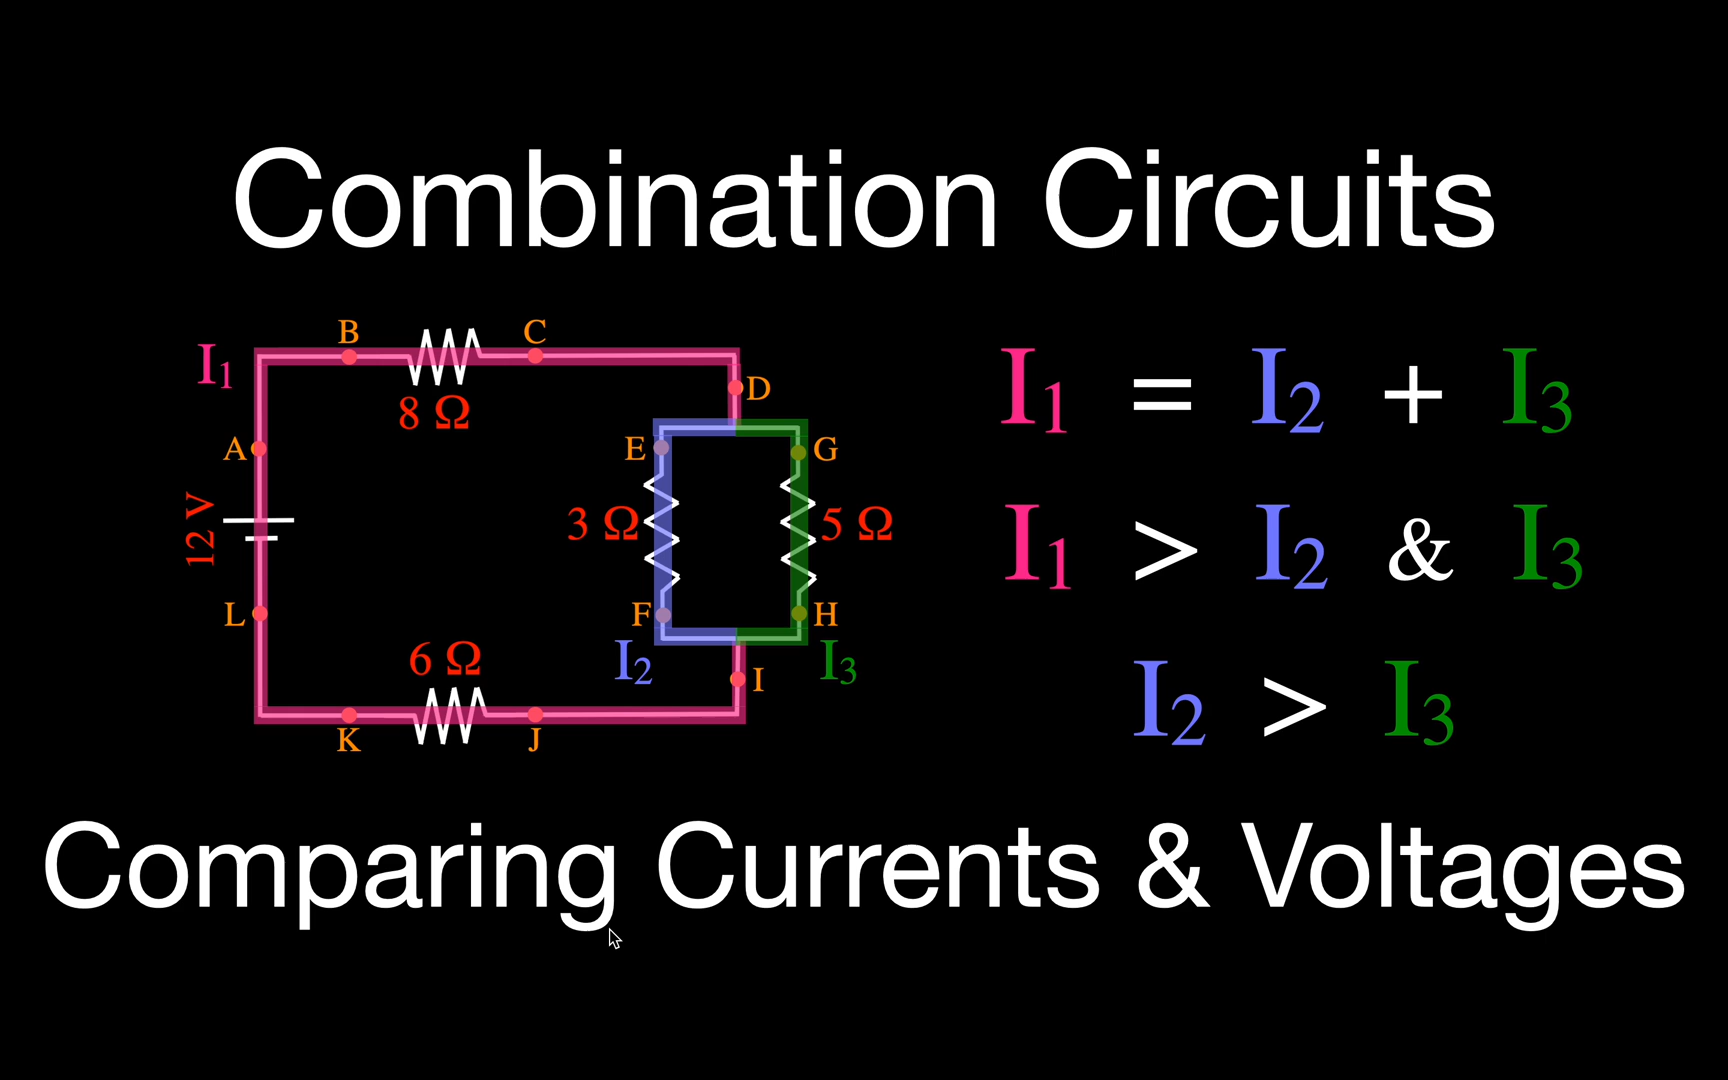 Combination Circuits
B C
I₁
8 Ω
D
A
E G
12 V
3 Ω 5 Ω
L
F H
I₂ I₃
6 Ω
I
K J
I₁ = I₂ + I₃
I₁ > I₂ & I₃
I₂ > I₃
Comparing Currents & Voltages